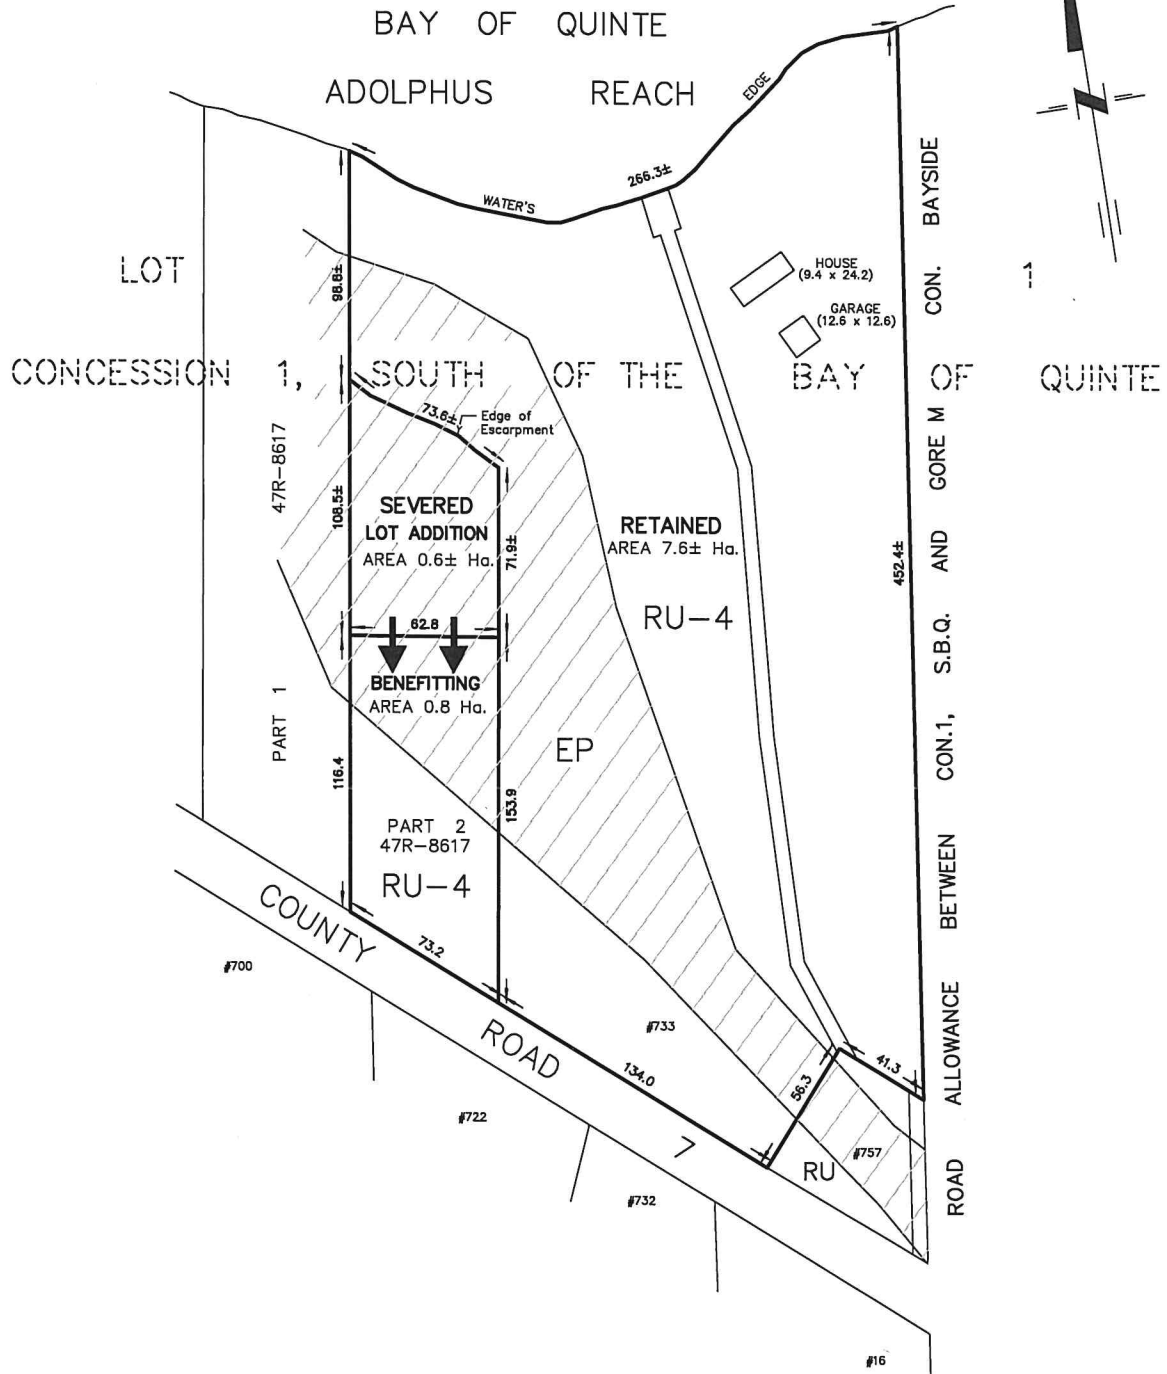 BAY OF QUINTE
ADOLPHUS REACH
EDGE
266.3±
WATER'S
LOT 1
HOUSE
(9.4 x 24.2)
GARAGE
(12.6 x 12.6)
98.8±
CONCESSION 1, SOUTH OF THE BAY OF QUINTE
73.6±
Edge of
Escarpment
47R-8617
108.5±
SEVERED
LOT ADDITION
AREA 0.6± Ha.
71.9±
RETAINED
AREA 7.6± Ha.
RU-4
452.4±
62.8
BENEFITTING
AREA 0.8 Ha.
PART 1
116.4
EP
153.9
PART 2
47R-8617
RU-4
73.2
COUNTY ROAD 7
#700
#733
134.0
56.3
41.3
#722
#757
RU
#732
#16
ROAD ALLOWANCE BETWEEN CON.1, S.B.Q. AND GORE M CON. BAYSIDE